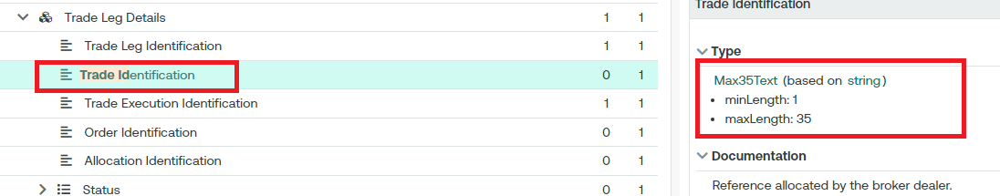 Trade Leg Details 1 1
Trade Leg Identification 1 1
Trade Identification 0 1
Trade Execution Identification 1 1
Order Identification 0 1
Allocation Identification 0 1
Status 0 1
Trade Identification
Type
Max35Text (based on string)
• minLength: 1
• maxLength: 35
Documentation
Reference allocated by the broker dealer.